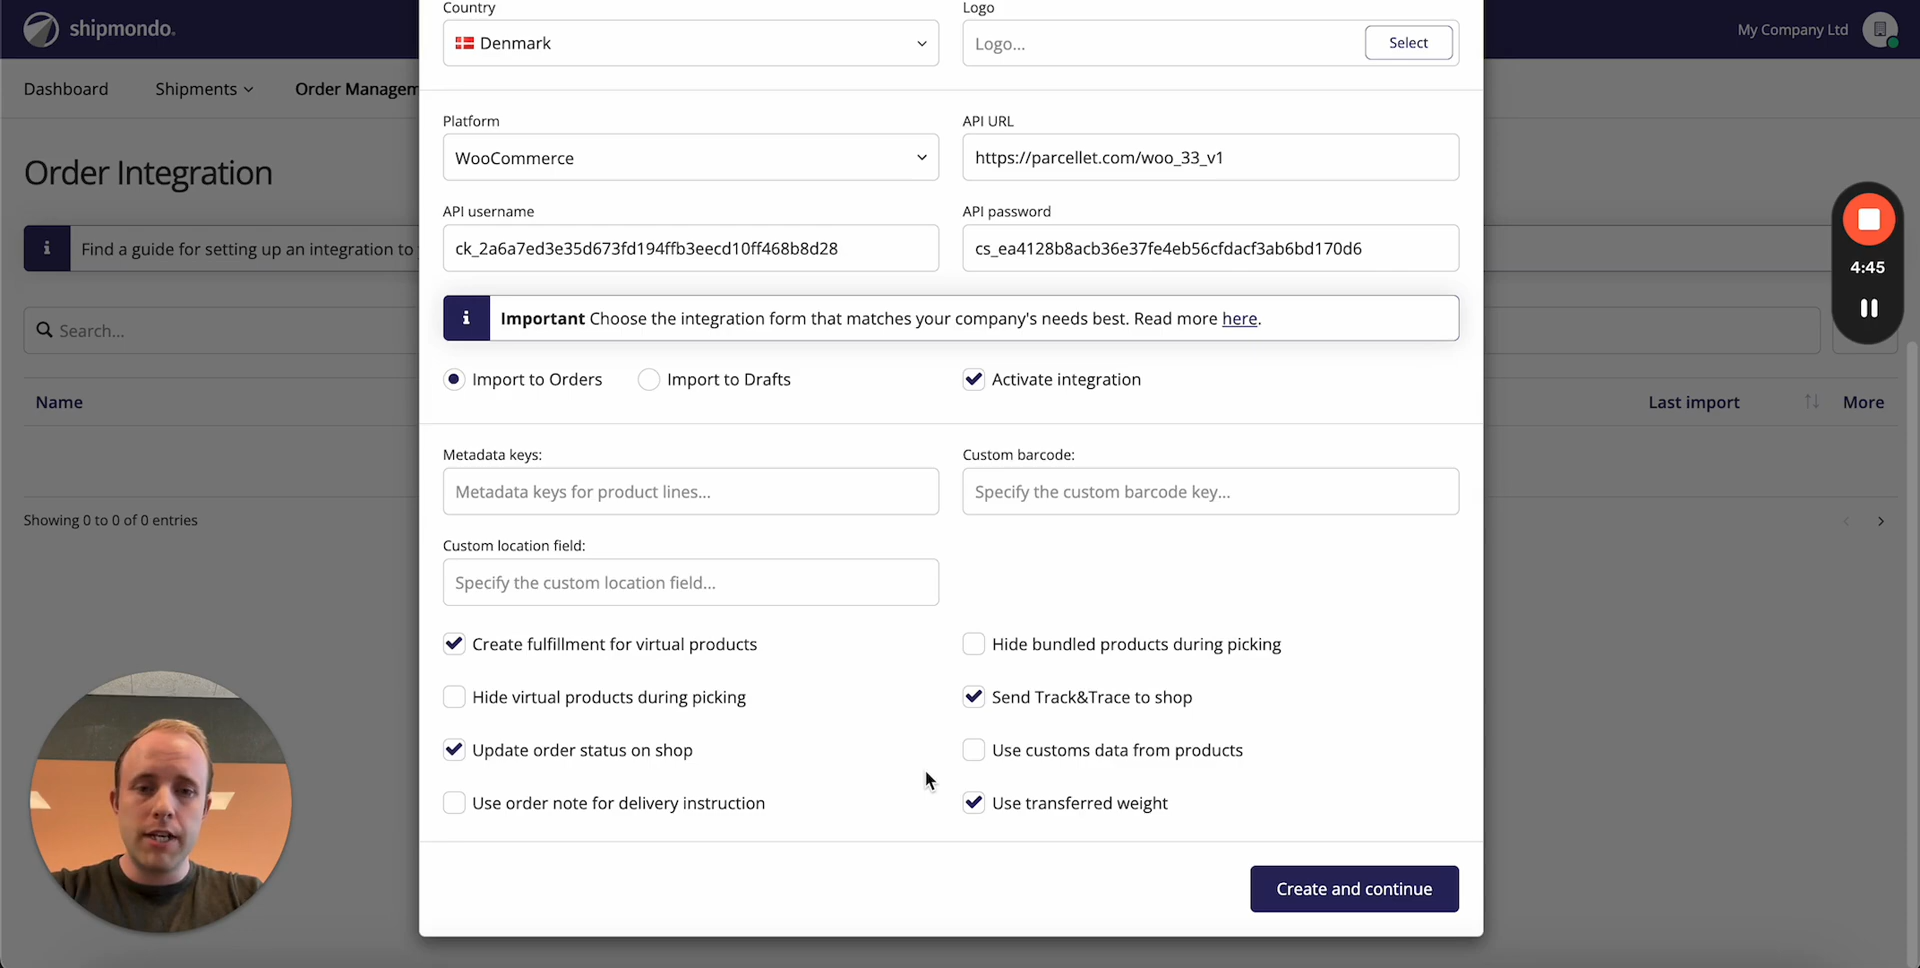 shipmondo
My Company Ltd
Dashboard
Shipments
Order Managem
Order Integration
Find a guide for setting up an integration to
Search...
Name
Last import
More
Showing 0 to 0 of 0 entries
Country
Denmark
Logo
Logo...
Select
Platform
WooCommerce
API URL
https://parcellet.com/woo_33_v1
API username
ck_2a6a7ed3e35d673fd194ffb3eecd10ff468b8d28
API password
cs_ea4128b8acb36e37fe4eb56cfdacf3ab6bd170d6
Important Choose the integration form that matches your company's needs best. Read more here.
Import to Orders
Import to Drafts
Activate integration
Metadata keys:
Metadata keys for product lines...
Custom barcode:
Specify the custom barcode key...
Custom location field:
Specify the custom location field...
Create fulfillment for virtual products
Hide bundled products during picking
Hide virtual products during picking
Send Track&Trace to shop
Update order status on shop
Use customs data from products
Use order note for delivery instruction
Use transferred weight
Create and continue
4:45